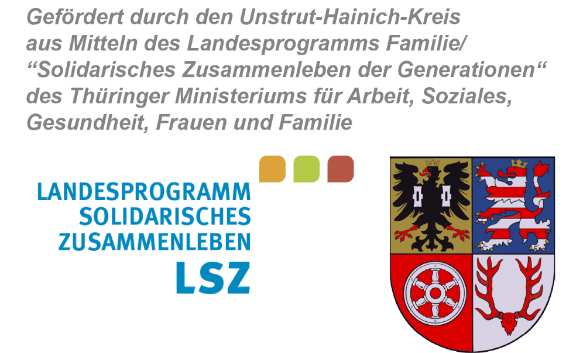 Gefördert durch den Unstrut-Hainich-Kreis
aus Mitteln des Landesprogramms Familie/
“Solidarisches Zusammenleben der Generationen“
des Thüringer Ministeriums für Arbeit, Soziales,
Gesundheit, Frauen und Familie
LANDESPROGRAMM
SOLIDARISCHES
ZUSAMMENLEBEN
LSZ